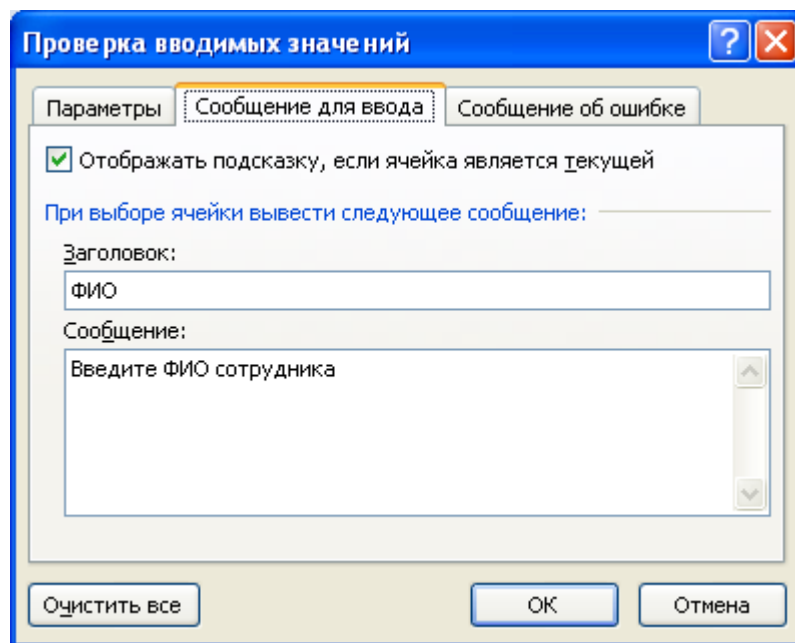 Проверка вводимых значений
Параметры Сообщение для ввода Сообщение об ошибке
Отображать подсказку, если ячейка является текущей
При выборе ячейки вывести следующее сообщение:
Заголовок:
ФИО
Сообщение:
Введите ФИО сотрудника
Очистить все ОК Отмена